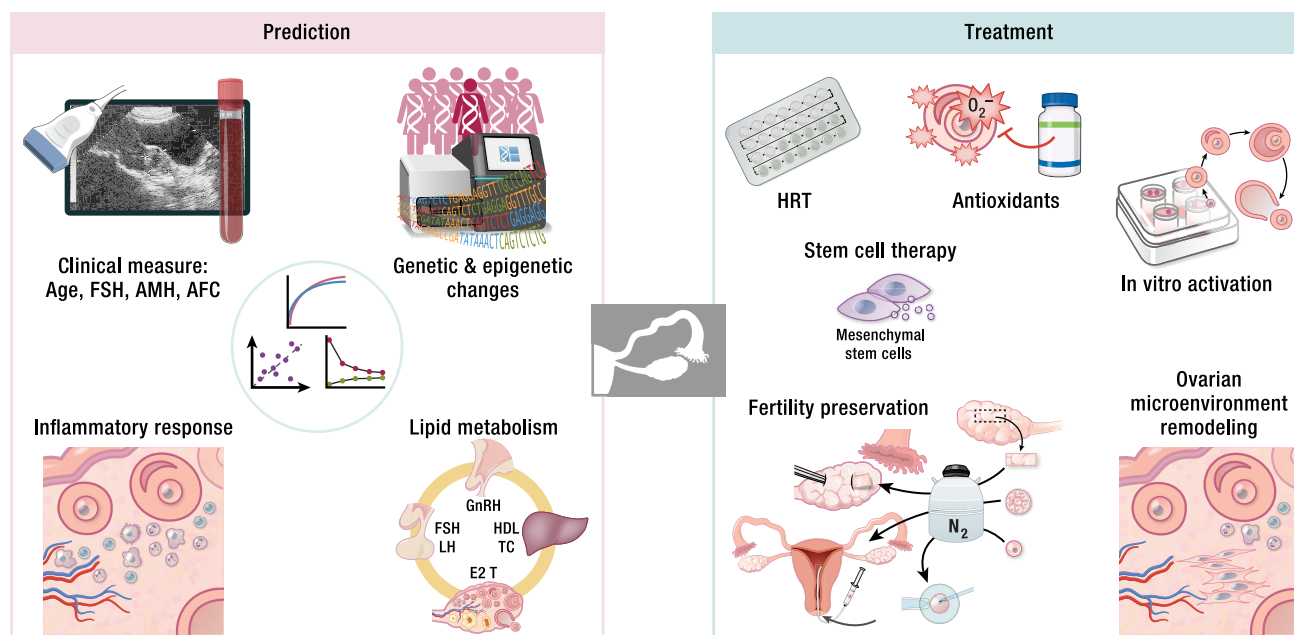 Prediction
Clinical measure:
Age, FSH, AMH, AFC
Genetic & epigenetic
changes
Inflammatory response
Lipid metabolism
GnRH
FSH
LH
HDL
TC
E2 T
Treatment
HRT
O₂⁻
Antioxidants
In vitro activation
Stem cell therapy
Mesenchymal
stem cells
Fertility preservation
N₂
Ovarian
microenvironment
remodeling